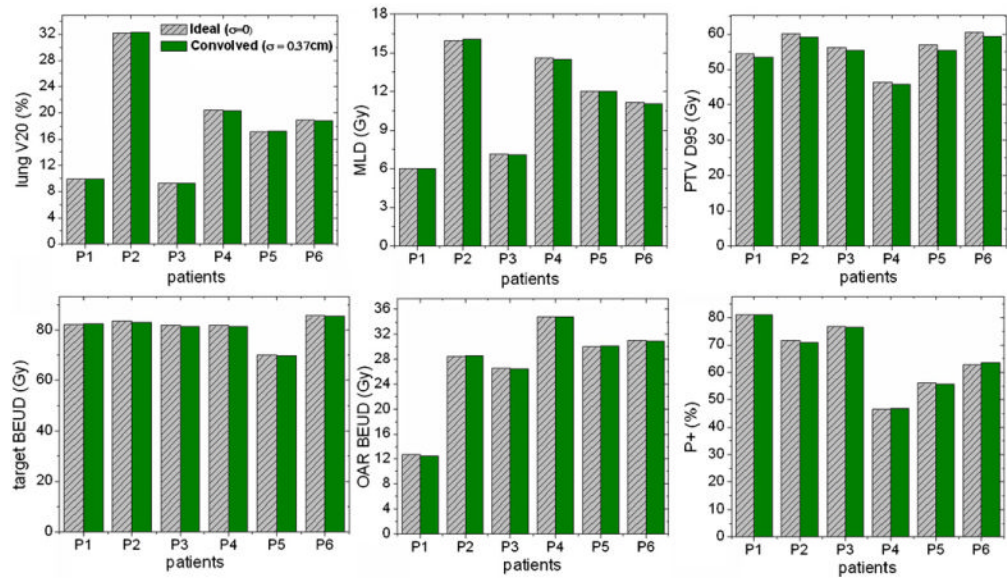 32
28
24
20
16
12
8
4
0
lung V20 (%)
Ideal (σ=0)
Convolved (σ = 0.37cm)
P1 P2 P3 P4 P5 P6
patients
18
15
12
9
6
3
0
MLD (Gy)
P1 P2 P3 P4 P5 P6
patients
70
60
50
40
30
20
10
0
PTV D95 (Gy)
P1 P2 P3 P4 P5 P6
patients
80
60
40
20
0
target BEUD (Gy)
P1 P2 P3 P4 P5 P6
patients
36
32
28
24
20
16
12
8
4
0
OAR BEUD (Gy)
P1 P2 P3 P4 P5 P6
patients
80
70
60
50
40
30
20
10
0
P+ (%)
P1 P2 P3 P4 P5 P6
patients